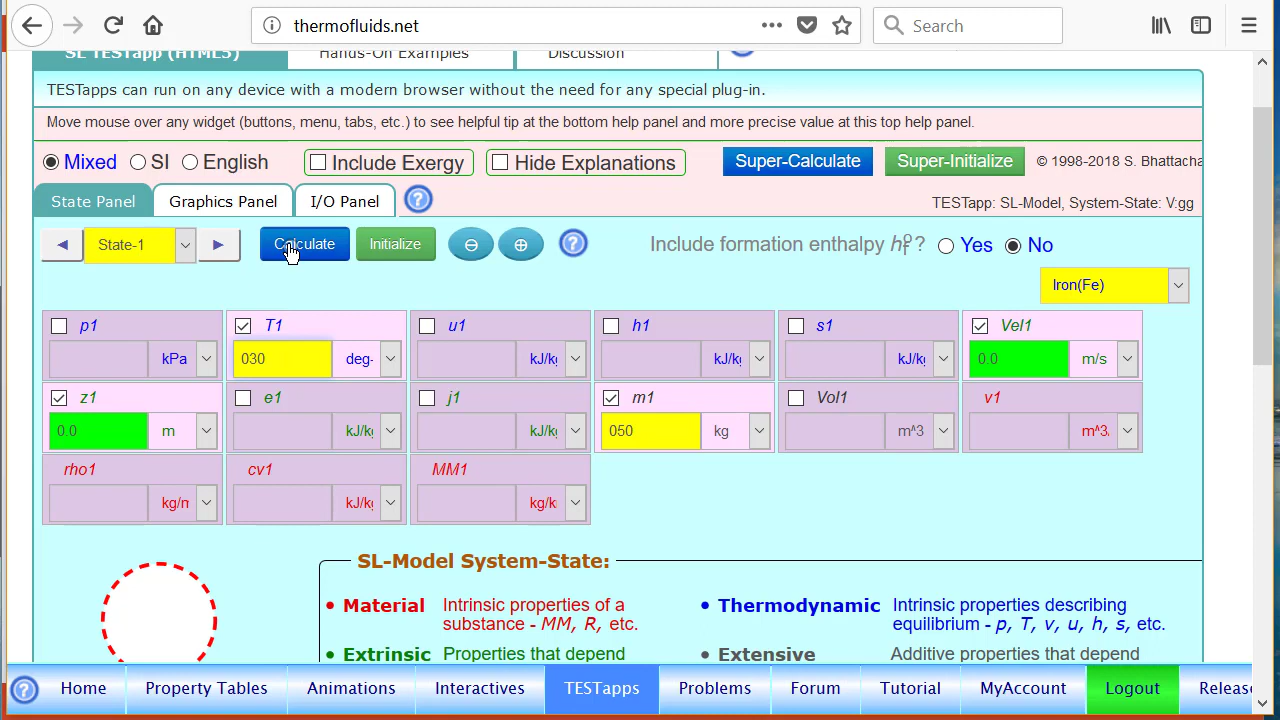 thermofluids.net
Search
SL TESTapp (HTML5)
Hands-On Examples
Discussion
TESTapps can run on any device with a modern browser without the need for any special plug-in.
Move mouse over any widget (buttons, menu, tabs, etc.) to see helpful tip at the bottom help panel and more precise value at this top help panel.
Mixed SI English Include Exergy Hide Explanations Super-Calculate Super-Initialize © 1998-2018 S. Bhattacha
State Panel Graphics Panel I/O Panel ? TESTapp: SL-Model, System-State: V:gg
State-1 Calculate Initialize ? Include formation enthalpy hf^o ? Yes No
Iron(Fe)
p1 T1 u1 h1 s1 Vel1
kPa 030 deg- kJ/k kJ/k kJ/k 0.0 m/s
z1 e1 j1 m1 Vol1 v1
0.0 m kJ/k kJ/k 050 kg m^3 m^3/
rho1 cv1 MM1
kg/m kJ/k kg/k
SL-Model System-State:
• Material Intrinsic properties of a • Thermodynamic Intrinsic properties describing
substance - MM, R, etc. equilibrium - p, T, v, u, h, s, etc.
• Extrinsic Properties that depend • Extensive Additive properties that depend
? Home Property Tables Animations Interactives TESTapps Problems Forum Tutorial MyAccount Logout Releas